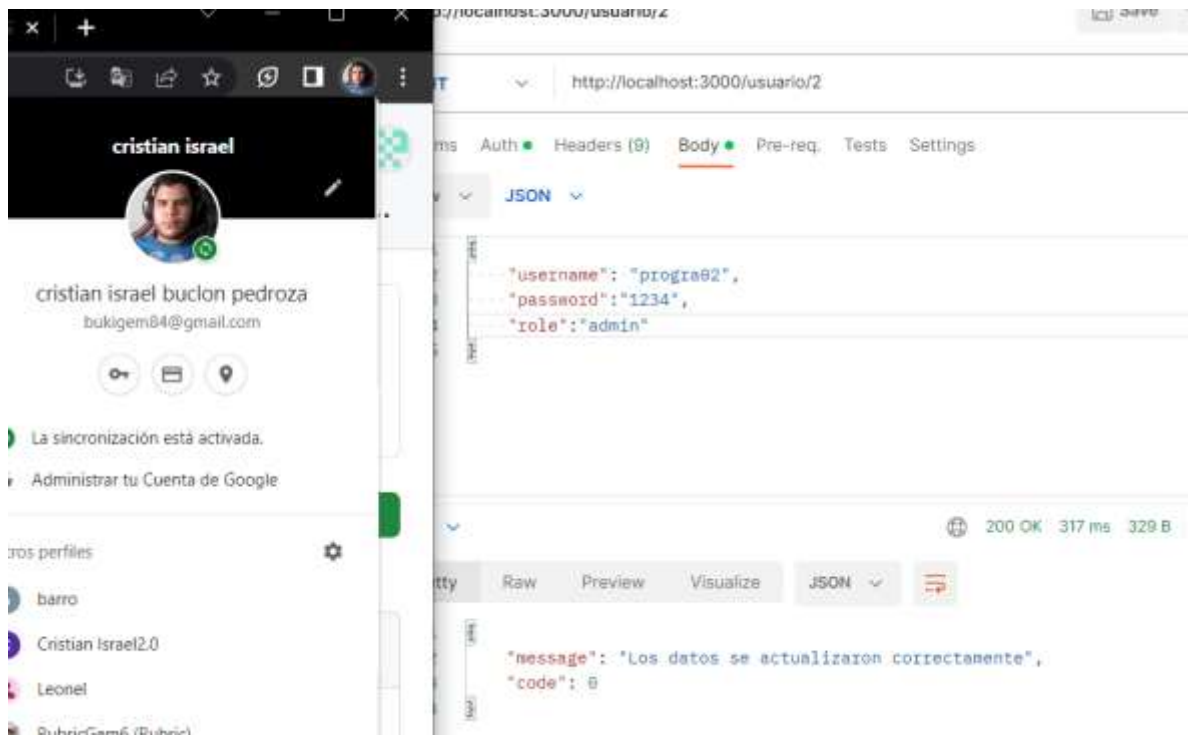 cristian israel
cristian israel buclon pedroza
bukigem84@gmail.com
La sincronización está activada.
Administrar tu Cuenta de Google
perfiles
barro
Cristian Israel2.0
Leonel
RubricGem6 (Rubric)
localhost:3000/usuario/2
Save
http://localhost:3000/usuario/2
Auth Headers (9) Body Pre-req. Tests Settings
JSON
"username": "progra02",
"password":"1234",
"role":"admin"
200 OK 317 ms 329 B
Raw Preview Visualize JSON
"message": "Los datos se actualizaron correctamente",
"code": 0